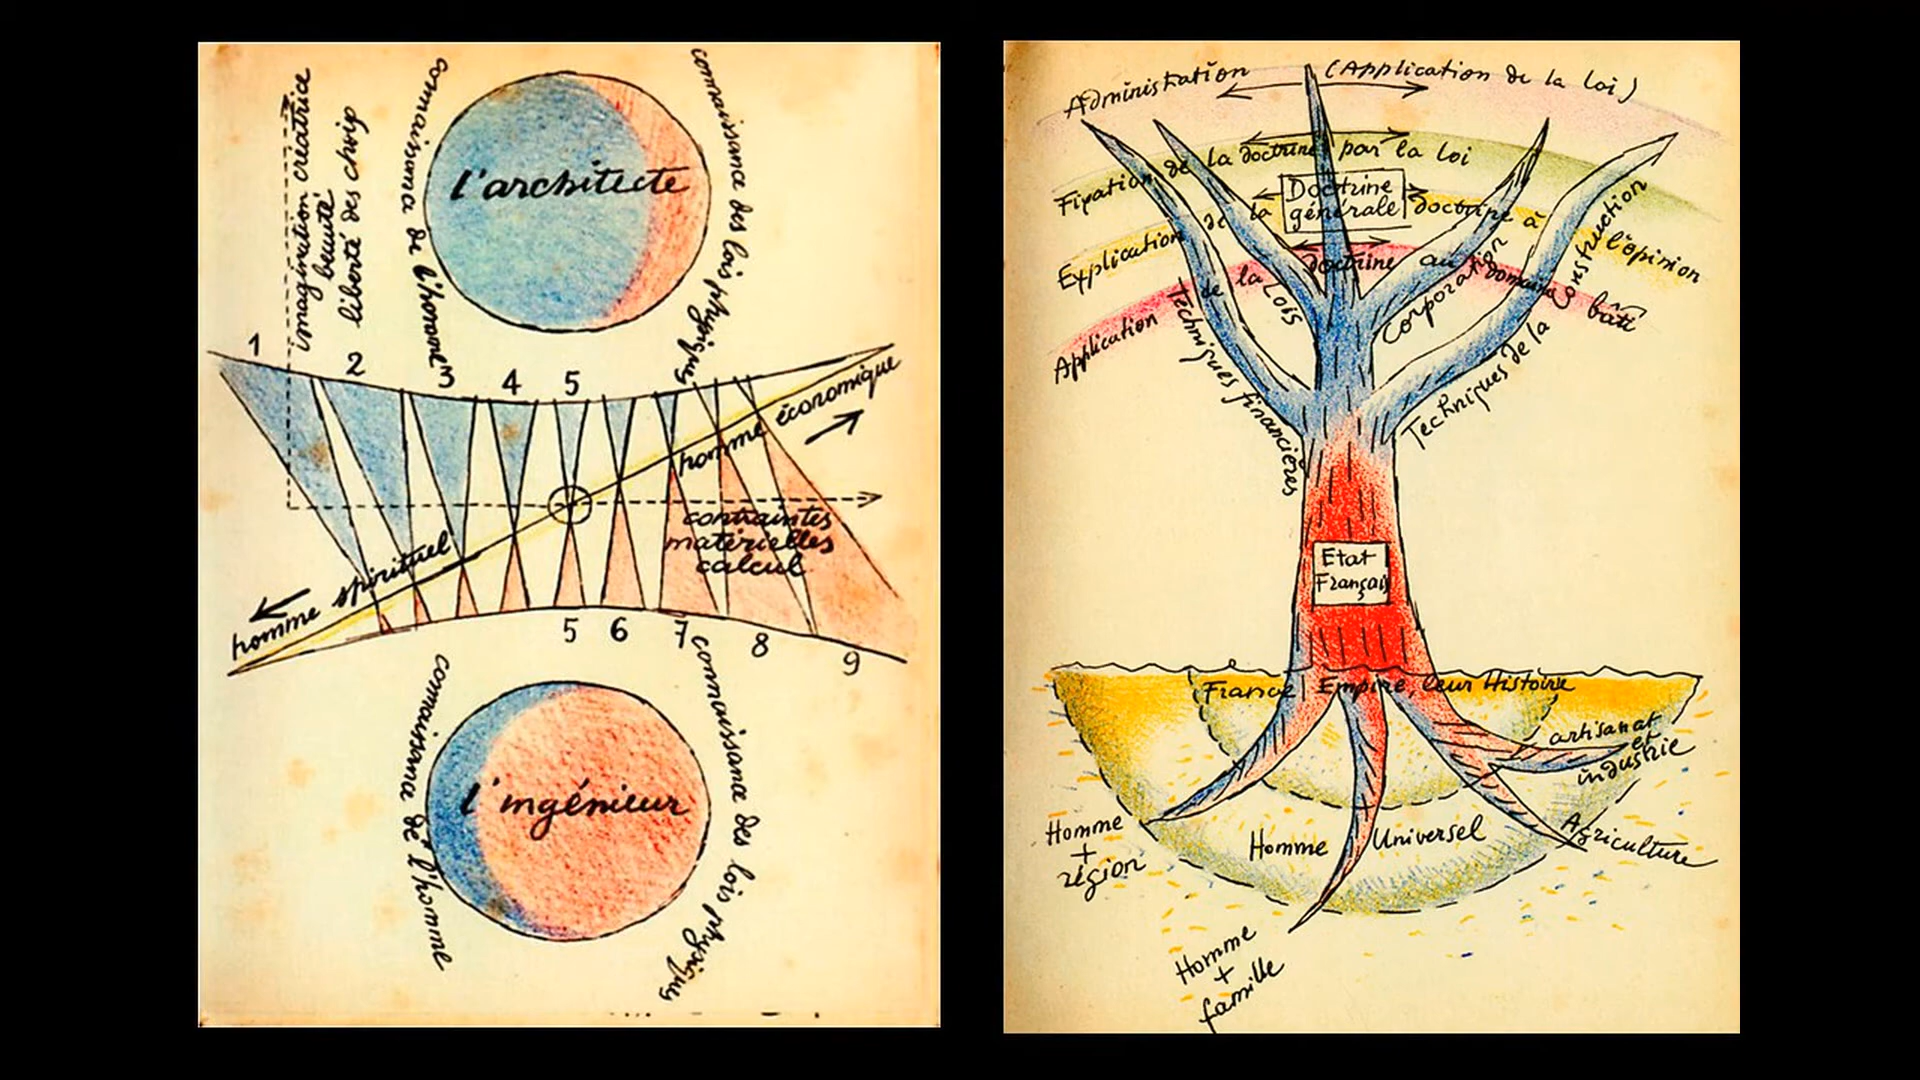 imagination créatrice
beauté
liberté des choix
connaissance de l'homme
l'architecte
connaissance des lois physiques
1
2
3
4
5
homme économique
homme spirituel
contraintes
matérielles
calcul
5
6
7
8
9
connaissance de l'homme
l'ingénieur
connaissance des lois physiques
Administration (Application de la loi)
Fixation de la doctrine par la loi
Doctrine
générale
Explication de la doctrine à l'opinion
Application de la doctrine au domaine bâti
Techniques financières
Lois
Corporation
Techniques de la Construction
Etat
Français
France Empire, leur Histoire
artisanat
et
industrie
Homme
+
région
Homme Universel
Agriculture
Homme
+
famille